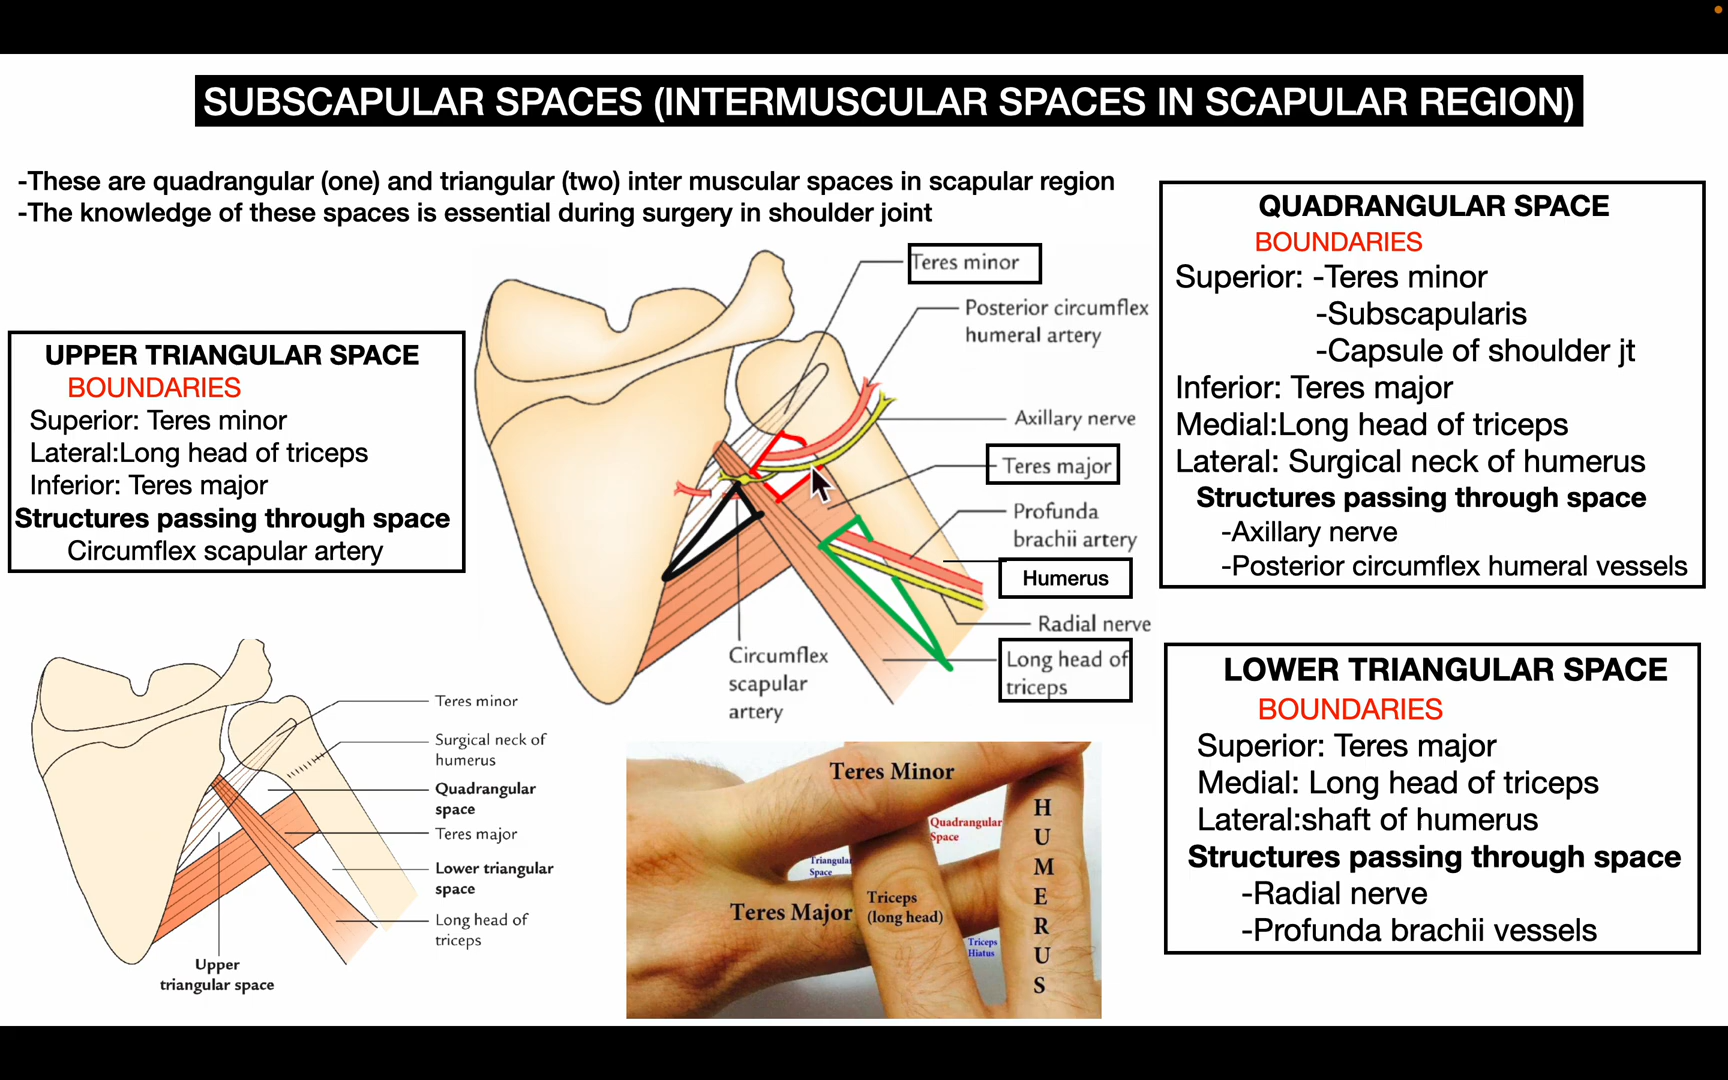 SUBSCAPULAR SPACES (INTERMUSCULAR SPACES IN SCAPULAR REGION)
-These are quadrangular (one) and triangular (two) inter muscular spaces in scapular region
-The knowledge of these spaces is essential during surgery in shoulder joint
UPPER TRIANGULAR SPACE
BOUNDARIES
Superior: Teres minor
Lateral:Long head of triceps
Inferior: Teres major
Structures passing through space
Circumflex scapular artery
Teres minor
Posterior circumflex
humeral artery
Axillary nerve
Teres major
Profunda
brachii artery
Humerus
Radial nerve
Long head of
triceps
Circumflex
scapular
artery
QUADRANGULAR SPACE
BOUNDARIES
Superior: -Teres minor
-Subscapularis
-Capsule of shoulder jt
Inferior: Teres major
Medial:Long head of triceps
Lateral: Surgical neck of humerus
Structures passing through space
-Axillary nerve
-Posterior circumflex humeral vessels
Teres minor
Surgical neck of
humerus
Quadrangular
space
Teres major
Lower triangular
space
Long head of
triceps
Upper
triangular space
Teres Minor
Quadrangular
Space
Triangular
Space
Teres Major
Triceps
(long head)
Triceps
Hiatus
H
U
M
E
R
U
S
LOWER TRIANGULAR SPACE
BOUNDARIES
Superior: Teres major
Medial: Long head of triceps
Lateral:shaft of humerus
Structures passing through space
-Radial nerve
-Profunda brachii vessels